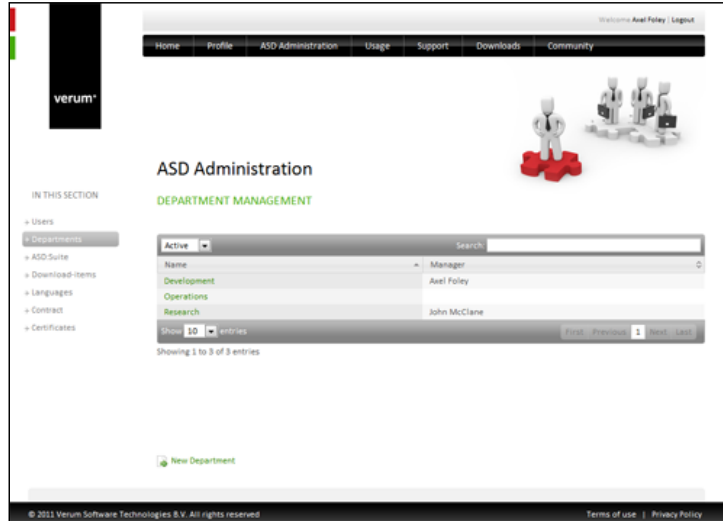 Welcome Axel Foley | Logout
Home Profile ASD Administration Usage Support Downloads Community
verum
ASD Administration
IN THIS SECTION
DEPARTMENT MANAGEMENT
+ Users
+ Departments
+ ASD:Suite
+ Download-items
+ Languages
+ Contract
+ Certificates
Active Search:
Name Manager
Development Axel Foley
Operations
Research John McClane
Show 10 entries First Previous 1 Next Last
Showing 1 to 3 of 3 entries
New Department
© 2011 Verum Software Technologies B.V. All rights reserved Terms of use | Privacy Policy